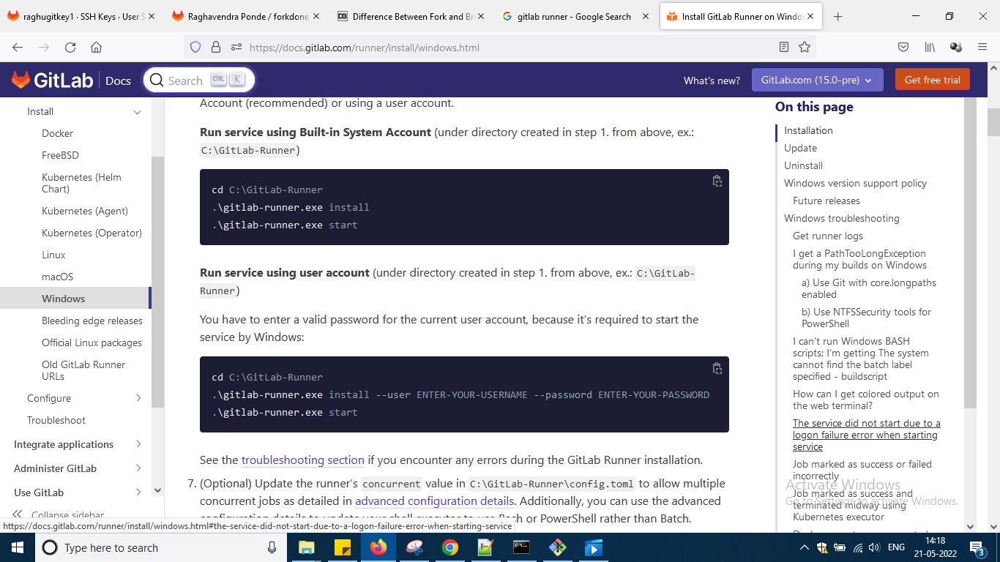 raghugitkey1 · SSH Keys · User S
Raghavendra Ponde / forkdone
Difference Between Fork and Br
gitlab runner - Google Search
Install GitLab Runner on Windo
https://docs.gitlab.com/runner/install/windows.html
GitLab Docs
Search CTRL K
What's new?
GitLab.com (15.0-pre)
Get free trial
Install
Docker
FreeBSD
Kubernetes (Helm
Chart)
Kubernetes (Agent)
Kubernetes (Operator)
Linux
macOS
Windows
Bleeding edge releases
Official Linux packages
Old GitLab Runner
URLs
Configure
Troubleshoot
Integrate applications
Administer GitLab
Use GitLab
Collapse sidebar
Account (recommended) or using a user account.
Run service using Built-in System Account (under directory created in step 1. from above, ex.:
C:\GitLab-Runner)
cd C:\GitLab-Runner
.\gitlab-runner.exe install
.\gitlab-runner.exe start
Run service using user account (under directory created in step 1. from above, ex.: C:\GitLab-
Runner)
You have to enter a valid password for the current user account, because it's required to start the
service by Windows:
cd C:\GitLab-Runner
.\gitlab-runner.exe install --user ENTER-YOUR-USERNAME --password ENTER-YOUR-PASSWORD
.\gitlab-runner.exe start
See the troubleshooting section if you encounter any errors during the GitLab Runner installation.
7. (Optional) Update the runner's concurrent value in C:\GitLab-Runner\config.toml to allow multiple
concurrent jobs as detailed in advanced configuration details. Additionally, you can use the advanced
configuration details to update your shell executor to use Bash or PowerShell rather than Batch.
On this page
Installation
Update
Uninstall
Windows version support policy
Future releases
Windows troubleshooting
Get runner logs
I get a PathTooLongException
during my builds on Windows
a) Use Git with core.longpaths
enabled
b) Use NTFSSecurity tools for
PowerShell
I can't run Windows BASH
scripts; I'm getting The system
cannot find the batch label
specified - buildscript
How can I get colored output on
the web terminal?
The service did not start due to a
logon failure error when starting
service
Job marked as success or failed
incorrectly
Job marked as success and
terminated midway using
Kubernetes executor
Activate Windows
Go to Settings to activate Windows.
https://docs.gitlab.com/runner/install/windows.html#the-service-did-not-start-due-to-a-logon-failure-error-when-starting-service
Type here to search
ENG
14:18
21-05-2022
3